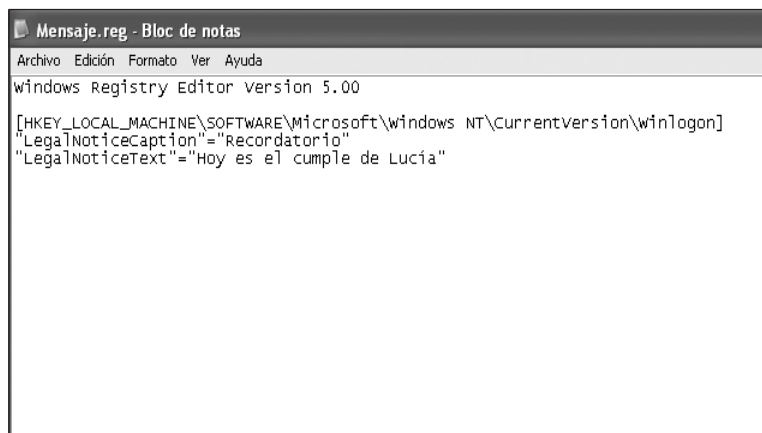 Mensaje.reg - Bloc de notas
Archivo Edición Formato Ver Ayuda
Windows Registry Editor Version 5.00
[HKEY_LOCAL_MACHINE\SOFTWARE\Microsoft\Windows NT\CurrentVersion\Winlogon]
"LegalNoticeCaption"="Recordatorio"
"LegalNoticeText"="Hoy es el cumple de Lucía"